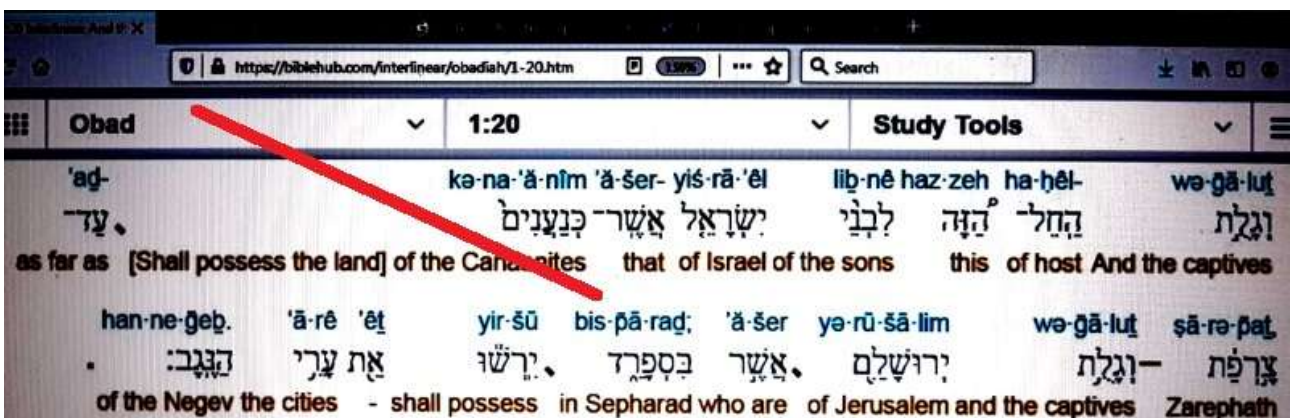 https://biblehub.com/interlinear/obadiah/1-20.htm 150% Search
Obad 1:20 Study Tools
'aḏ- kə·na·'ă·nîm 'ă·šer- yiś·rā·'êl liḇ·nê haz·zeh ha·ḥêl- wə·ḡā·luṯ
וְגָלֻ֣ת הַֽחֵל־ הַ֠זֶּה לִבְנֵ֨י יִשְׂרָאֵ֤ל אֲשֶֽׁר־ כְּנַעֲנִים֙ ، עַד־
as far as [Shall possess the land] of the Canaanites that of Israel of the sons this of host And the captives
han·ne·ḡeḇ. 'ā·rê 'êṯ yir·šū bis·p̄ā·raḏ; 'ă·šer yə·rū·šā·lim wə·ḡā·luṯ ṣā·rə·p̄aṯ,
צָ֣רְפַ֔ת – וְגָלֻ֥ת יְרוּשָׁלִַ֖ם ، אֲשֶׁ֣ר בִּסְפָרַ֑ד ، יִֽרְשׁ֕וּ אֵ֖ת עָרֵ֥י הַנֶּֽגֶב׃ .
of the Negev the cities - shall possess in Sepharad who are of Jerusalem and the captives Zarephath